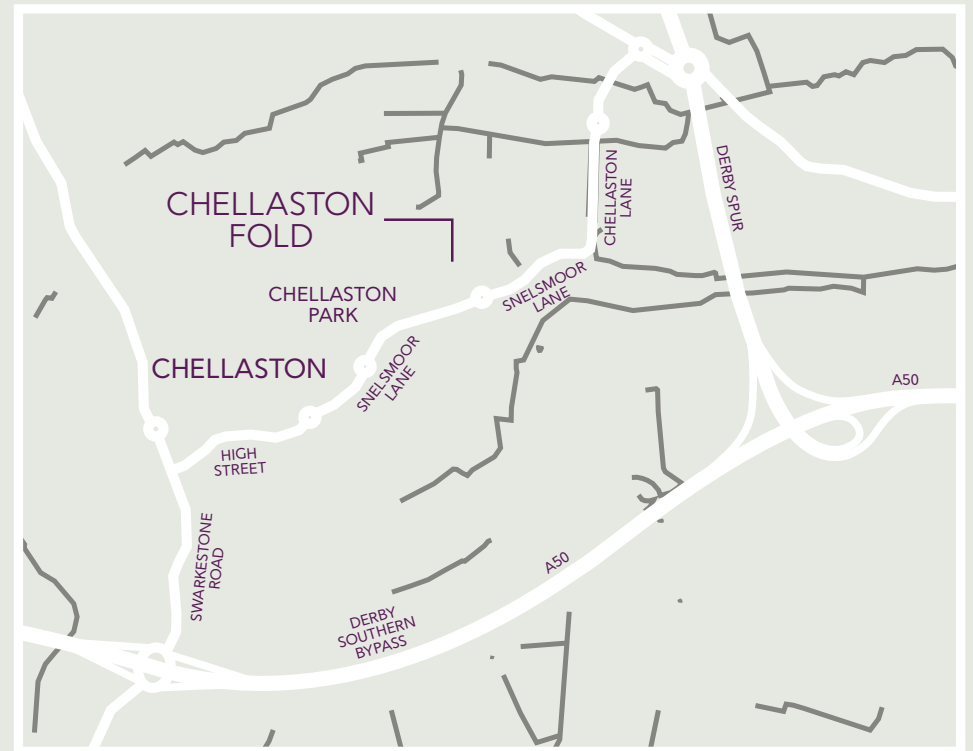 CHELLASTON
LANE
DERBY SPUR
CHELLASTON
FOLD
SNELSMOOR
LANE
CHELLASTON
PARK
SNELSMOOR
LANE
CHELLASTON
A50
HIGH
STREET
SWARKESTONE
ROAD
A50
DERBY
SOUTHERN
BYPASS